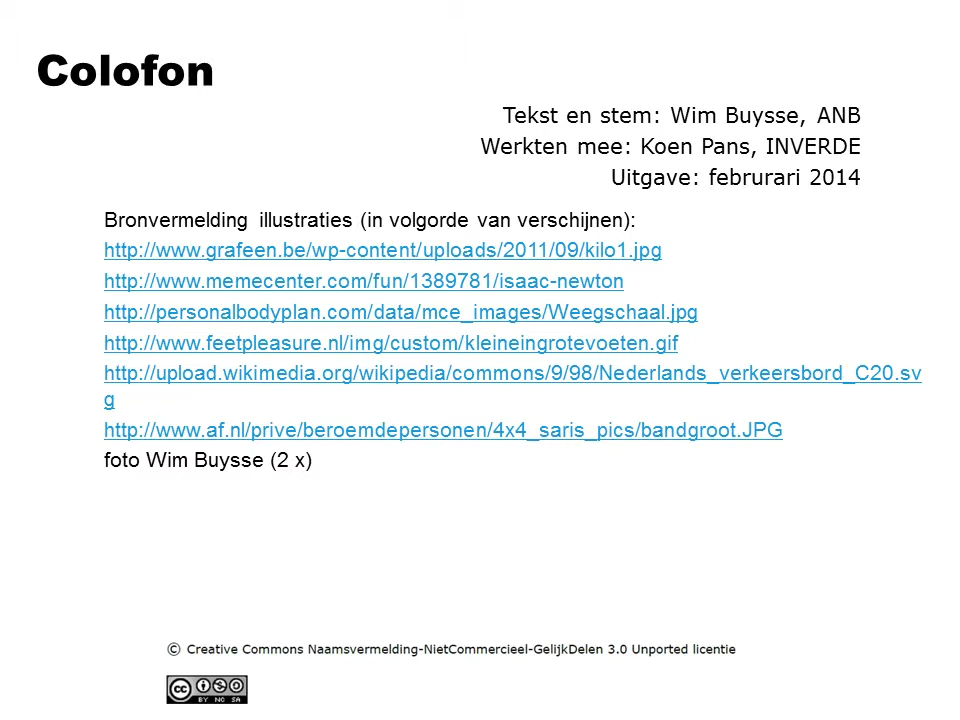 Colofon
Tekst en stem: Wim Buysse, ANB
Werkten mee: Koen Pans, INVERDE
Uitgave: februrari 2014
Bronvermelding illustraties (in volgorde van verschijnen):
http://www.grafeen.be/wp-content/uploads/2011/09/kilo1.jpg
http://www.memecenter.com/fun/1389781/isaac-newton
http://personalbodyplan.com/data/mce_images/Weegschaal.jpg
http://www.feetpleasure.nl/img/custom/kleineingrotevoeten.gif
http://upload.wikimedia.org/wikipedia/commons/9/98/Nederlands_verkeersbord_C20.sv
g
http://www.af.nl/prive/beroemdepersonen/4x4_saris_pics/bandgroot.JPG
foto Wim Buysse (2 x)
© Creative Commons Naamsvermelding-NietCommercieel-GelijkDelen 3.0 Unported licentie
cc BY NC SA